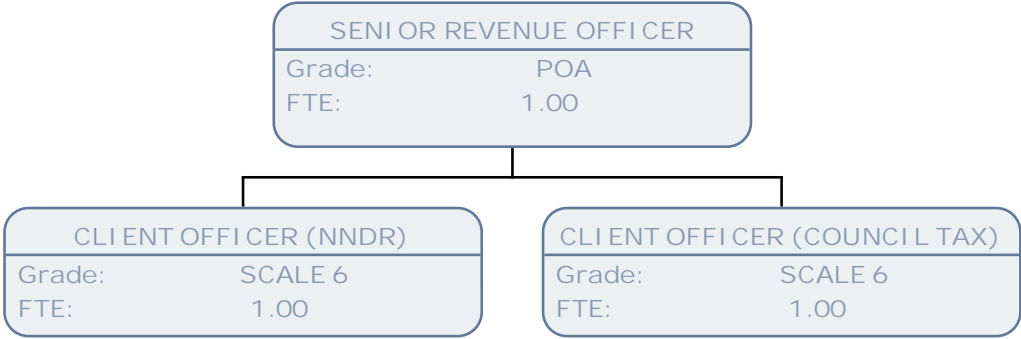 SENIOR REVENUE OFFICER
Grade: POA
FTE: 1.00
CLIENT OFFICER (NNDR)
Grade: SCALE 6
FTE: 1.00
CLIENT OFFICER (COUNCIL TAX)
Grade: SCALE 6
FTE: 1.00